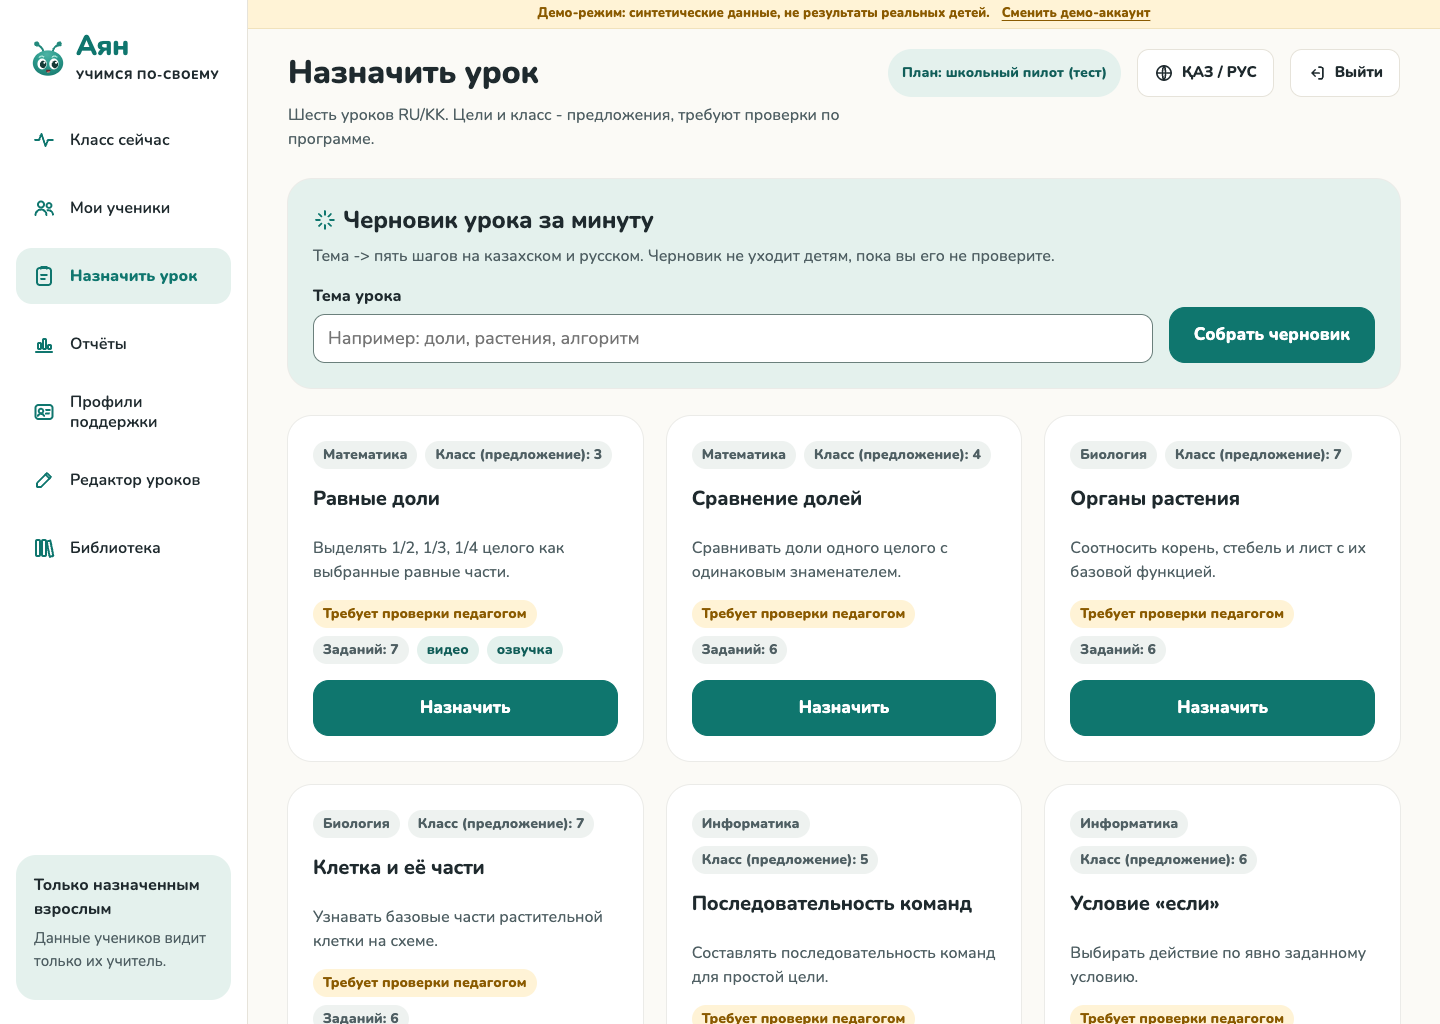 Демо-режим: синтетические данные, не результаты реальных детей. Сменить демо-аккаунт
Аян
УЧИМСЯ ПО-СВОЕМУ
Класс сейчас
Мои ученики
Назначить урок
Отчёты
Профили
поддержки
Редактор уроков
Библиотека
Только назначенным
взрослым
Данные учеников видит
только их учитель.
Назначить урок
План: школьный пилот (тест)
ҚАЗ / РУС
Выйти
Шесть уроков RU/KK. Цели и класс - предложения, требуют проверки по
программе.
Черновик урока за минуту
Тема -> пять шагов на казахском и русском. Черновик не уходит детям, пока вы его не проверите.
Тема урока
Например: доли, растения, алгоритм
Собрать черновик
Математика Класс (предложение): 3
Равные доли
Выделять 1/2, 1/3, 1/4 целого как
выбранные равные части.
Требует проверки педагогом
Заданий: 7 видео озвучка
Назначить
Математика Класс (предложение): 4
Сравнение долей
Сравнивать доли одного целого с
одинаковым знаменателем.
Требует проверки педагогом
Заданий: 6
Назначить
Биология Класс (предложение): 7
Органы растения
Соотносить корень, стебель и лист с их
базовой функцией.
Требует проверки педагогом
Заданий: 6
Назначить
Биология Класс (предложение): 7
Клетка и её части
Узнавать базовые части растительной
клетки на схеме.
Требует проверки педагогом
Заданий: 6
Информатика
Класс (предложение): 5
Последовательность команд
Составлять последовательность команд
для простой цели.
Требует проверки педагогом
Информатика
Класс (предложение): 6
Условие «если»
Выбирать действие по явно заданному
условию.
Требует проверки педагогом